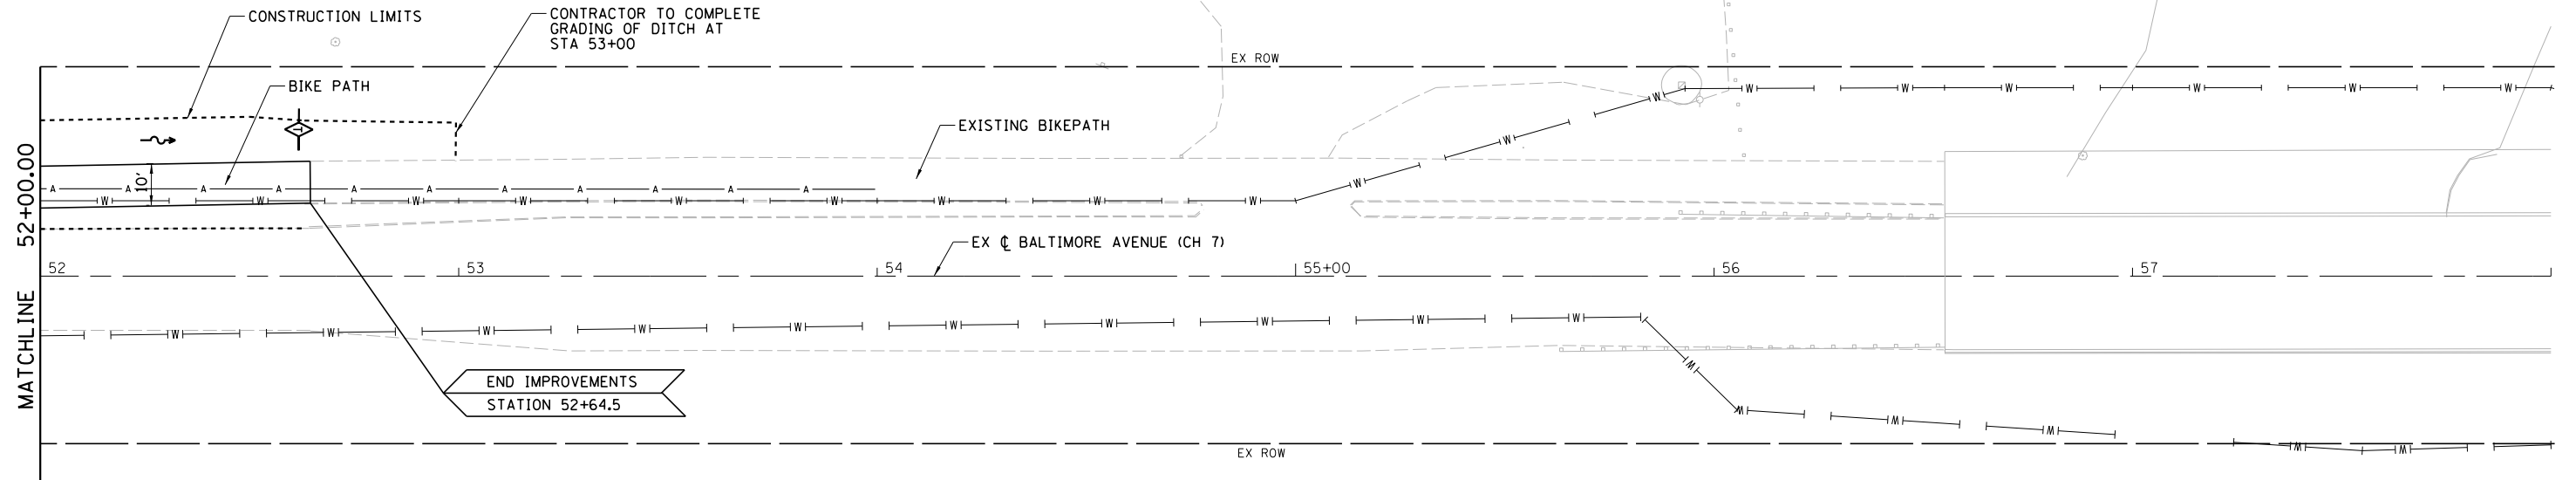 CONSTRUCTION LIMITS
CONTRACTOR TO COMPLETE
GRADING OF DITCH AT
STA 53+00
EX ROW
BIKE PATH
EXISTING BIKEPATH
10'
A A A A A A A A A A A
W W W W W W W W W
W W W
W W W W W W
EX ℄ BALTIMORE AVENUE (CH 7)
52 53 54 55+00 56 57
W W W W W W W W W W
W W W W W W
END IMPROVEMENTS
STATION 52+64.5
EX ROW
MATCHLINE 52+00.00